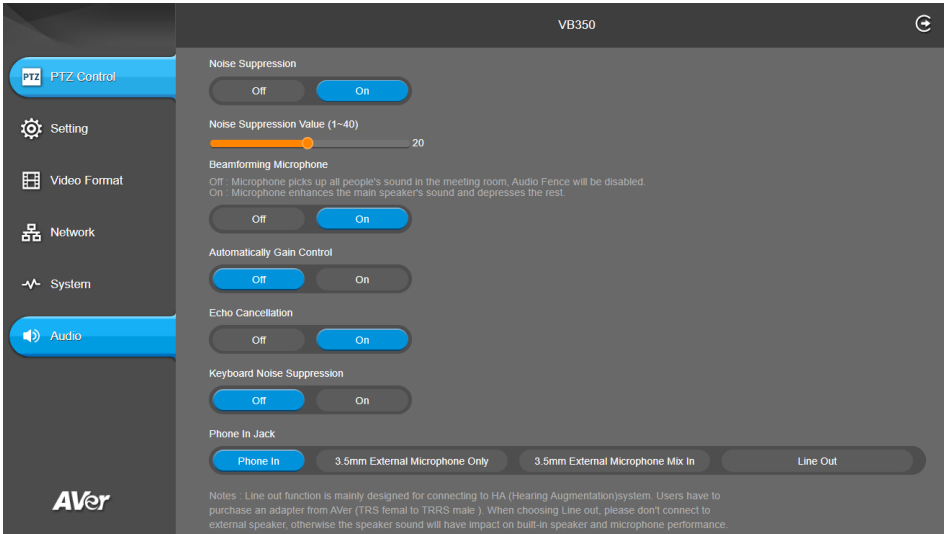 VB350
PTZ PTZ Control
Setting
Video Format
Network
System
Audio
AVer
Noise Suppression
Off On
Noise Suppression Value (1~40)
20
Beamforming Microphone
Off : Microphone picks up all people's sound in the meeting room, Audio Fence will be disabled.
On : Microphone enhances the main speaker's sound and depresses the rest.
Off On
Automatically Gain Control
Off On
Echo Cancellation
Off On
Keyboard Noise Suppression
Off On
Phone In Jack
Phone In 3.5mm External Microphone Only 3.5mm External Microphone Mix In Line Out
Notes : Line out function is mainly designed for connecting to HA (Hearing Augmentation)system. Users have to
purchase an adapter from AVer (TRS femal to TRRS male ). When choosing Line out, please don't connect to
external speaker, otherwise the speaker sound will have impact on built-in speaker and microphone performance.